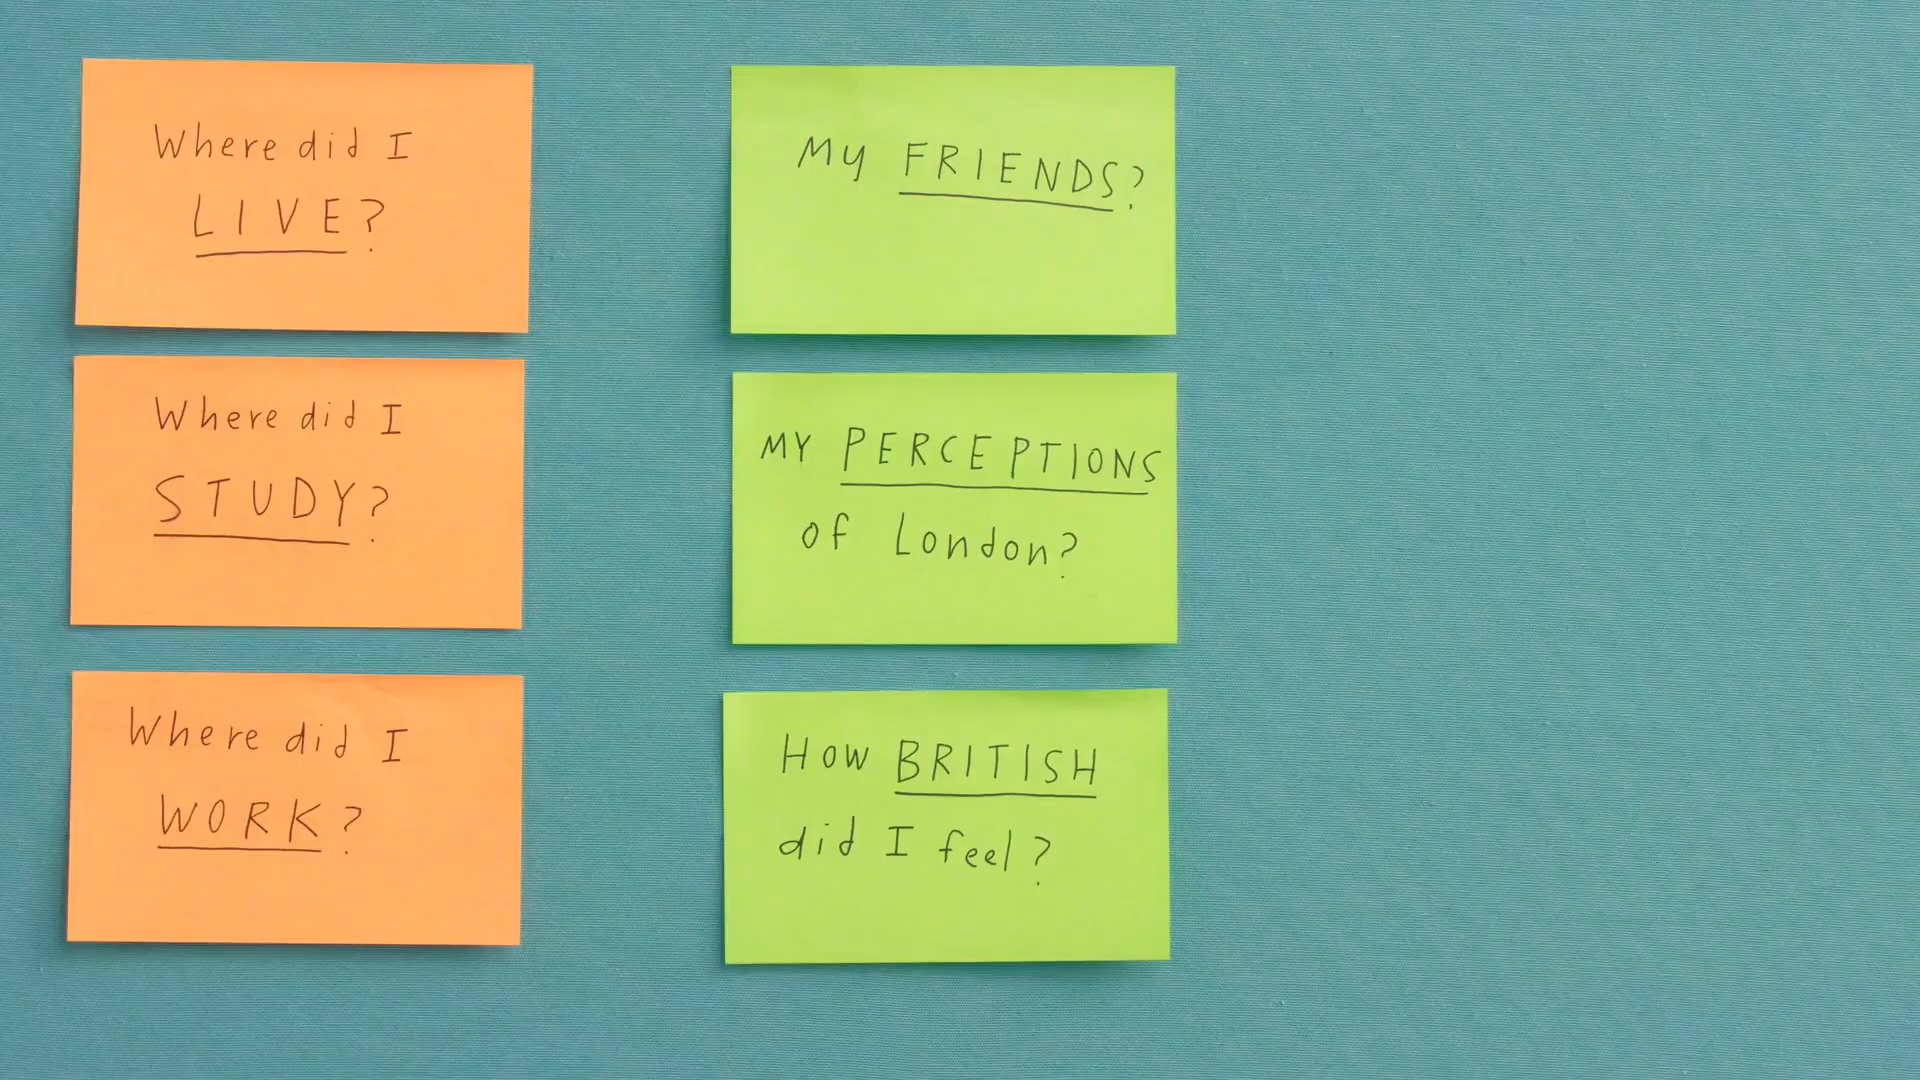 Where did I
LIVE?
Where did I
STUDY?
Where did I
WORK?
My FRIENDS?
MY PERCEPTIONS
of London?
How BRITISH
did I feel?